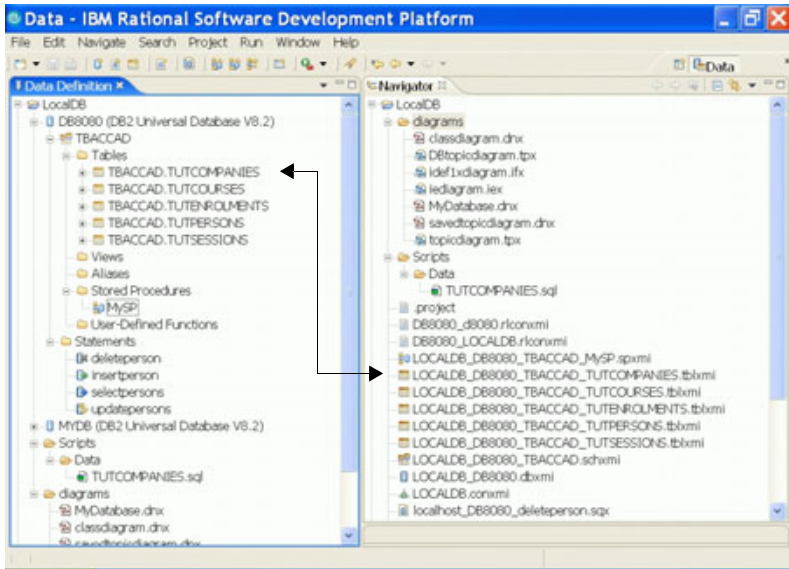 Data - IBM Rational Software Development Platform
File Edit Navigate Search Project Run Window Help
Data
Data Definition
LocalDB
DB8080 (DB2 Universal Database V8.2)
TBACCAD
Tables
TBACCAD.TUTCOMPANIES
TBACCAD.TUTCOURSES
TBACCAD.TUTENROLMENTS
TBACCAD.TUTPERSONS
TBACCAD.TUTSESSIONS
Views
Aliases
Stored Procedures
MySP
User-Defined Functions
Statements
deleteperson
insertperson
selectpersons
updatepersons
MYDB (DB2 Universal Database V8.2)
Scripts
Data
TUTCOMPANIES.sql
diagrams
MyDatabase.dnx
classdiagram.dnx
savedtopicdiagram.dnx
Navigator
LocalDB
diagrams
classdiagram.dnx
DBtopicdiagram.tpx
idef1xdiagram.ifx
iediagram.iex
MyDatabase.dnx
savedtopicdiagram.dnx
topicdiagram.tpx
Scripts
Data
TUTCOMPANIES.sql
.project
DB8080_d8080.rlconxmi
DB8080_LOCALDB.rlconxmi
LOCALDB_DB8080_TBACCAD_MySP.spxmi
LOCALDB_DB8080_TBACCAD_TUTCOMPANIES.tblxmi
LOCALDB_DB8080_TBACCAD_TUTCOURSES.tblxmi
LOCALDB_DB8080_TBACCAD_TUTENROLMENTS.tblxmi
LOCALDB_DB8080_TBACCAD_TUTPERSONS.tblxmi
LOCALDB_DB8080_TBACCAD_TUTSESSIONS.tblxmi
LOCALDB_DB8080_TBACCAD.schxmi
LOCALDB_DB8080.dbxmi
LOCALDB.conxmi
localhost_DB8080_deleteperson.sqx